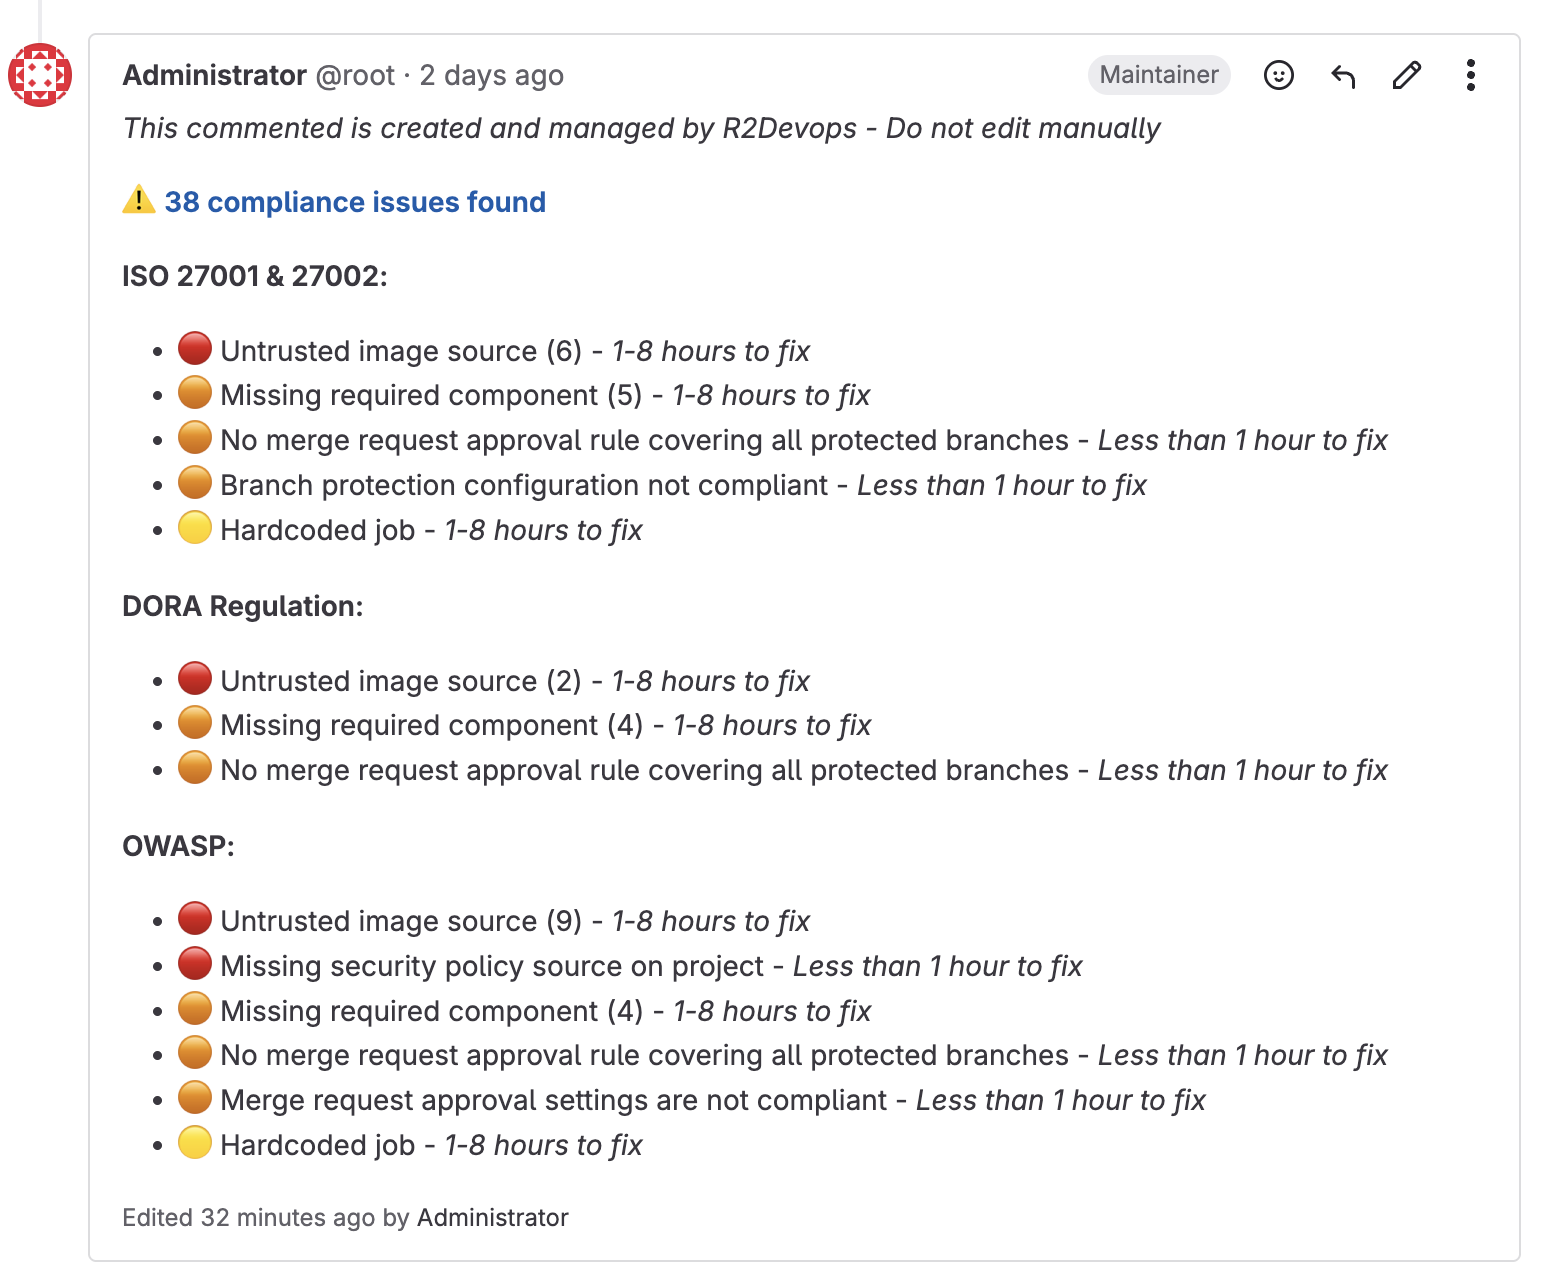 Administrator @root · 2 days ago Maintainer
This commented is created and managed by R2Devops - Do not edit manually
⚠️ 38 compliance issues found
ISO 27001 & 27002:
• 🔴 Untrusted image source (6) - 1-8 hours to fix
• 🟠 Missing required component (5) - 1-8 hours to fix
• 🟠 No merge request approval rule covering all protected branches - Less than 1 hour to fix
• 🟠 Branch protection configuration not compliant - Less than 1 hour to fix
• 🟡 Hardcoded job - 1-8 hours to fix
DORA Regulation:
• 🔴 Untrusted image source (2) - 1-8 hours to fix
• 🟠 Missing required component (4) - 1-8 hours to fix
• 🟠 No merge request approval rule covering all protected branches - Less than 1 hour to fix
OWASP:
• 🔴 Untrusted image source (9) - 1-8 hours to fix
• 🔴 Missing security policy source on project - Less than 1 hour to fix
• 🟠 Missing required component (4) - 1-8 hours to fix
• 🟠 No merge request approval rule covering all protected branches - Less than 1 hour to fix
• 🟠 Merge request approval settings are not compliant - Less than 1 hour to fix
• 🟡 Hardcoded job - 1-8 hours to fix
Edited 32 minutes ago by Administrator